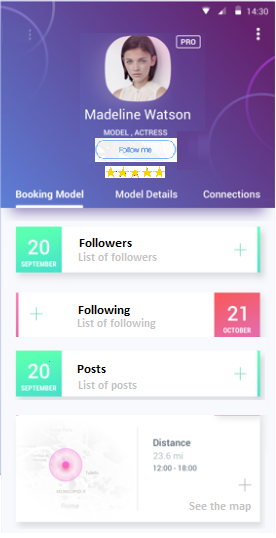 14:30
PRO
Madeline Watson
MODEL , ACTRESS
Follow me
Booking Model Model Details Connections
20 Followers
SEPTEMBER List of followers
Following 21
List of following OCTOBER
20 Posts
SEPTEMBER List of posts
Distance
23.6 mi
12:00 - 18:00
See the map